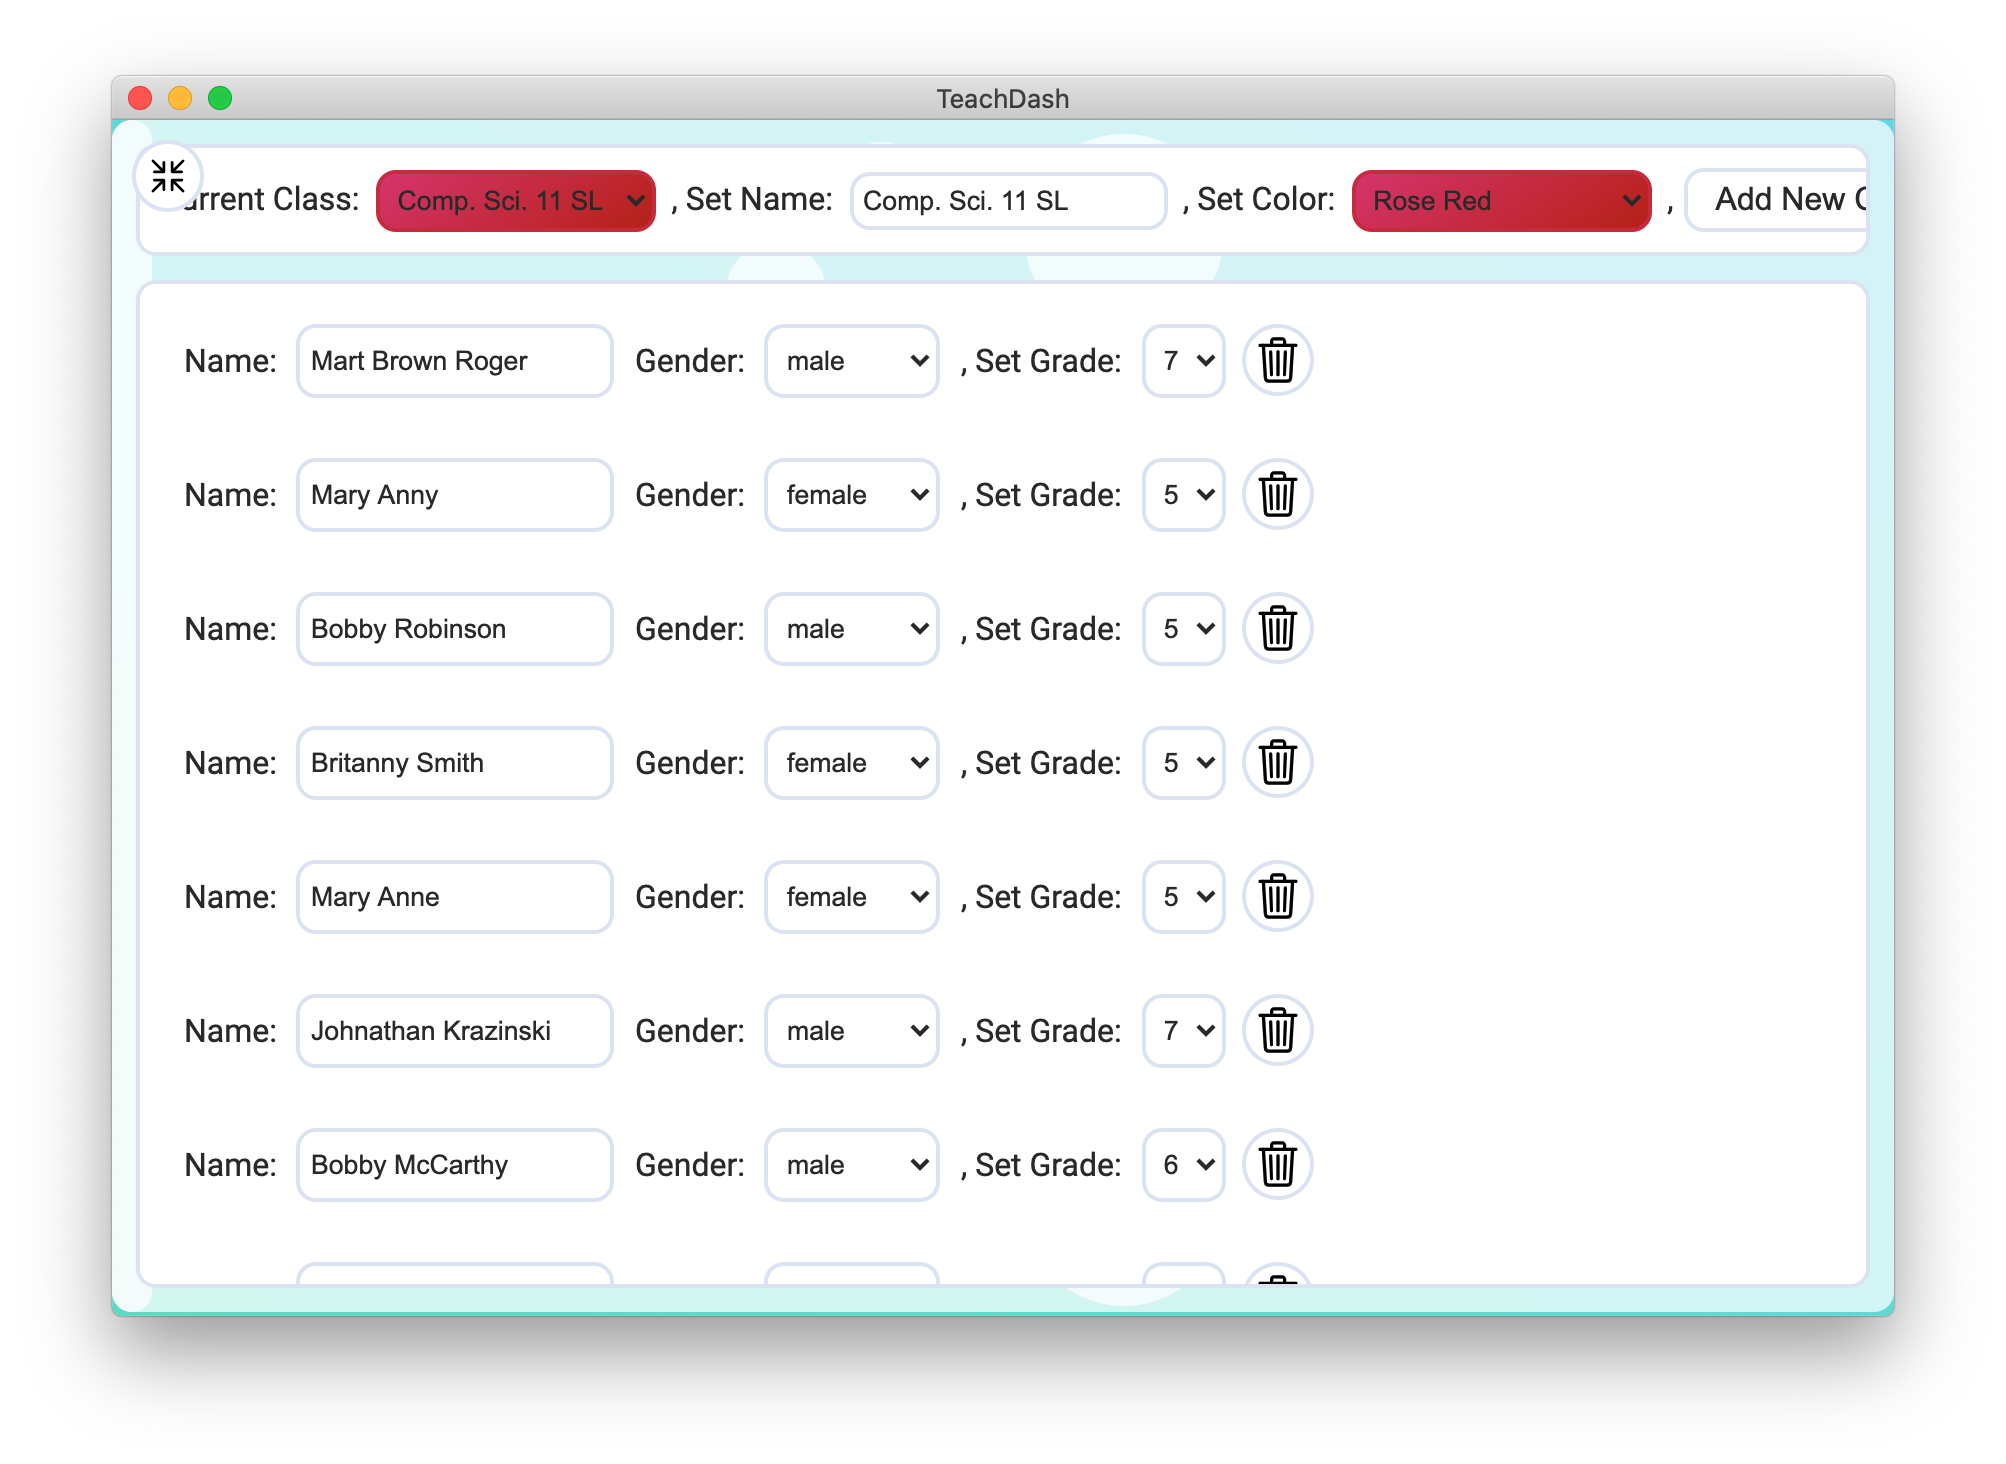 TeachDash
urrent Class: Comp. Sci. 11 SL , Set Name: Comp. Sci. 11 SL , Set Color: Rose Red , Add New
Name: Mart Brown Roger Gender: male , Set Grade: 7
Name: Mary Anny Gender: female , Set Grade: 5
Name: Bobby Robinson Gender: male , Set Grade: 5
Name: Britanny Smith Gender: female , Set Grade: 5
Name: Mary Anne Gender: female , Set Grade: 5
Name: Johnathan Krazinski Gender: male , Set Grade: 7
Name: Bobby McCarthy Gender: male , Set Grade: 6